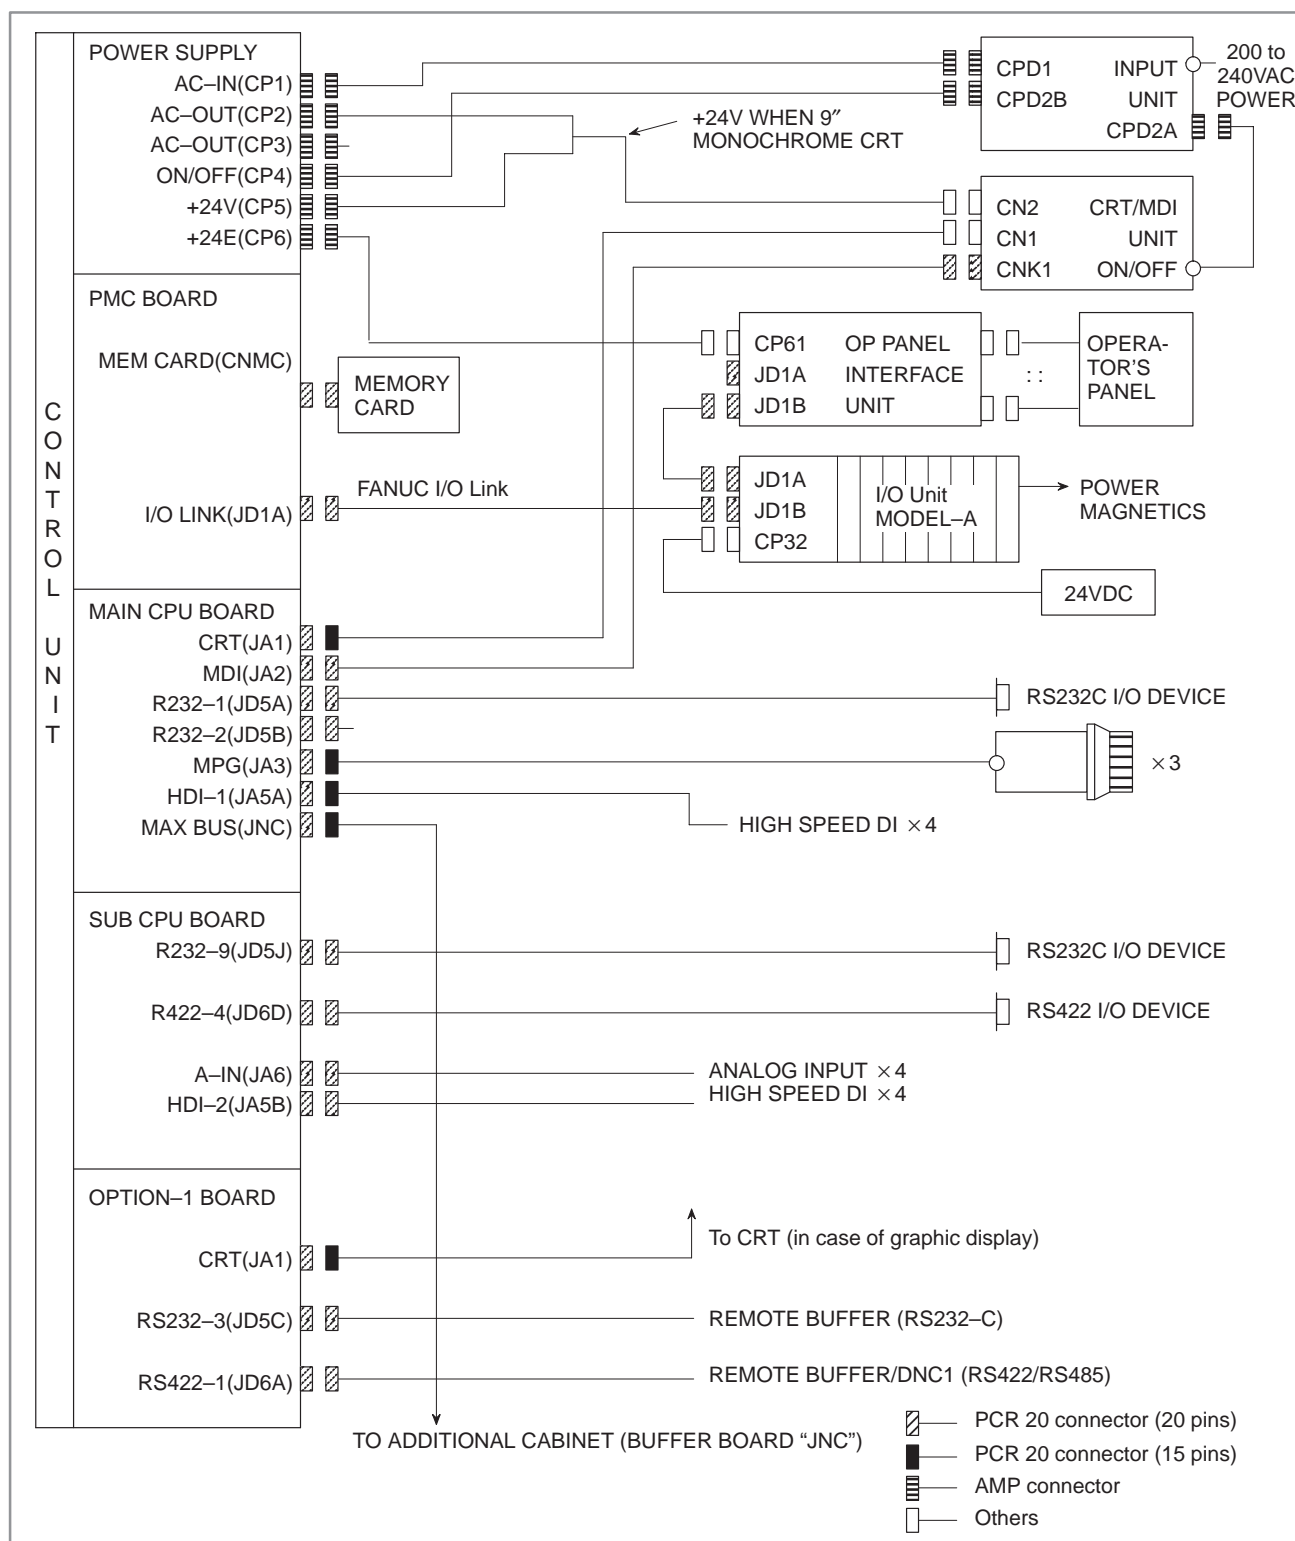 CONTROL UNIT
POWER SUPPLY
AC–IN(CP1)
AC–OUT(CP2)
AC–OUT(CP3)
ON/OFF(CP4)
+24V(CP5)
+24E(CP6)
+24V WHEN 9″
MONOCHROME CRT
CPD1 INPUT
CPD2B UNIT
CPD2A
200 to
240VAC
POWER
CN2 CRT/MDI
CN1 UNIT
CNK1 ON/OFF
PMC BOARD
MEM CARD(CNMC)
MEMORY
CARD
I/O LINK(JD1A)
FANUC I/O Link
CP61 OP PANEL
JD1A INTERFACE
JD1B UNIT
: :
OPERA-
TOR'S
PANEL
JD1A
JD1B
CP32
I/O Unit
MODEL–A
POWER
MAGNETICS
24VDC
MAIN CPU BOARD
CRT(JA1)
MDI(JA2)
R232–1(JD5A)
R232–2(JD5B)
MPG(JA3)
HDI–1(JA5A)
MAX BUS(JNC)
RS232C I/O DEVICE
×3
HIGH SPEED DI ×4
SUB CPU BOARD
R232–9(JD5J)
RS232C I/O DEVICE
R422–4(JD6D)
RS422 I/O DEVICE
A–IN(JA6)
ANALOG INPUT ×4
HDI–2(JA5B)
HIGH SPEED DI ×4
OPTION–1 BOARD
CRT(JA1)
To CRT (in case of graphic display)
RS232–3(JD5C)
REMOTE BUFFER (RS232–C)
RS422–1(JD6A)
REMOTE BUFFER/DNC1 (RS422/RS485)
TO ADDITIONAL CABINET (BUFFER BOARD “JNC”)
PCR 20 connector (20 pins)
PCR 20 connector (15 pins)
AMP connector
Others